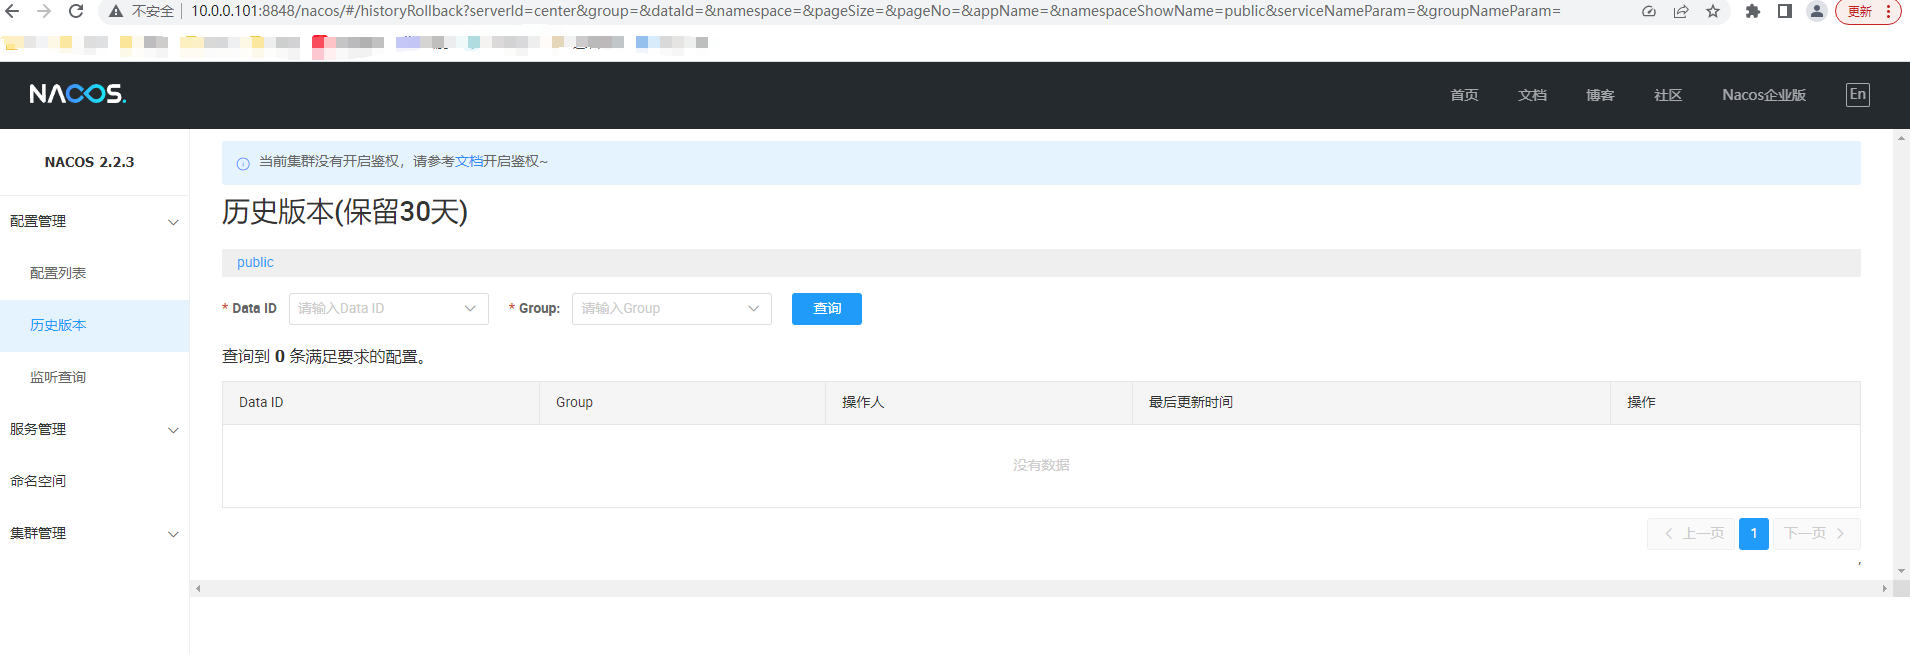 不安全 10.0.0.101:8848/nacos/#/historyRollback?serverId=center&group=&dataId=&namespace=&pageSize=&pageNo=&appName=&namespaceShowName=public&serviceNameParam=&groupNameParam= 更新
NACOS. 首页 文档 博客 社区 Nacos企业版 En
NACOS 2.2.3
配置管理
配置列表
历史版本
监听查询
服务管理
命名空间
集群管理
当前集群没有开启鉴权，请参考文档开启鉴权~
历史版本(保留30天)
public
* Data ID 请输入Data ID * Group: 请输入Group 查询
查询到 0 条满足要求的配置。
Data ID Group 操作人 最后更新时间 操作
没有数据
上一页 1 下一页